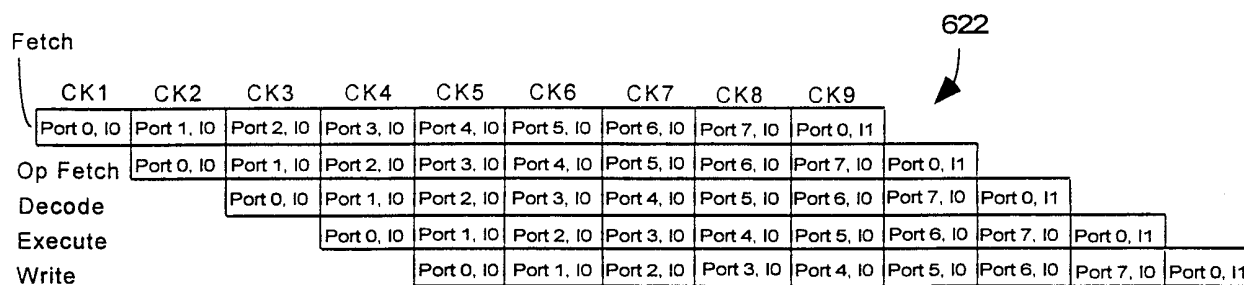 622
Fetch
CK1 CK2 CK3 CK4 CK5 CK6 CK7 CK8 CK9
Port 0, I0 Port 1, I0 Port 2, I0 Port 3, I0 Port 4, I0 Port 5, I0 Port 6, I0 Port 7, I0 Port 0, I1
Op Fetch Port 0, I0 Port 1, I0 Port 2, I0 Port 3, I0 Port 4, I0 Port 5, I0 Port 6, I0 Port 7, I0 Port 0, I1
Decode Port 0, I0 Port 1, I0 Port 2, I0 Port 3, I0 Port 4, I0 Port 5, I0 Port 6, I0 Port 7, I0 Port 0, I1
Execute Port 0, I0 Port 1, I0 Port 2, I0 Port 3, I0 Port 4, I0 Port 5, I0 Port 6, I0 Port 7, I0 Port 0, I1
Write Port 0, I0 Port 1, I0 Port 2, I0 Port 3, I0 Port 4, I0 Port 5, I0 Port 6, I0 Port 7, I0 Port 0, I1